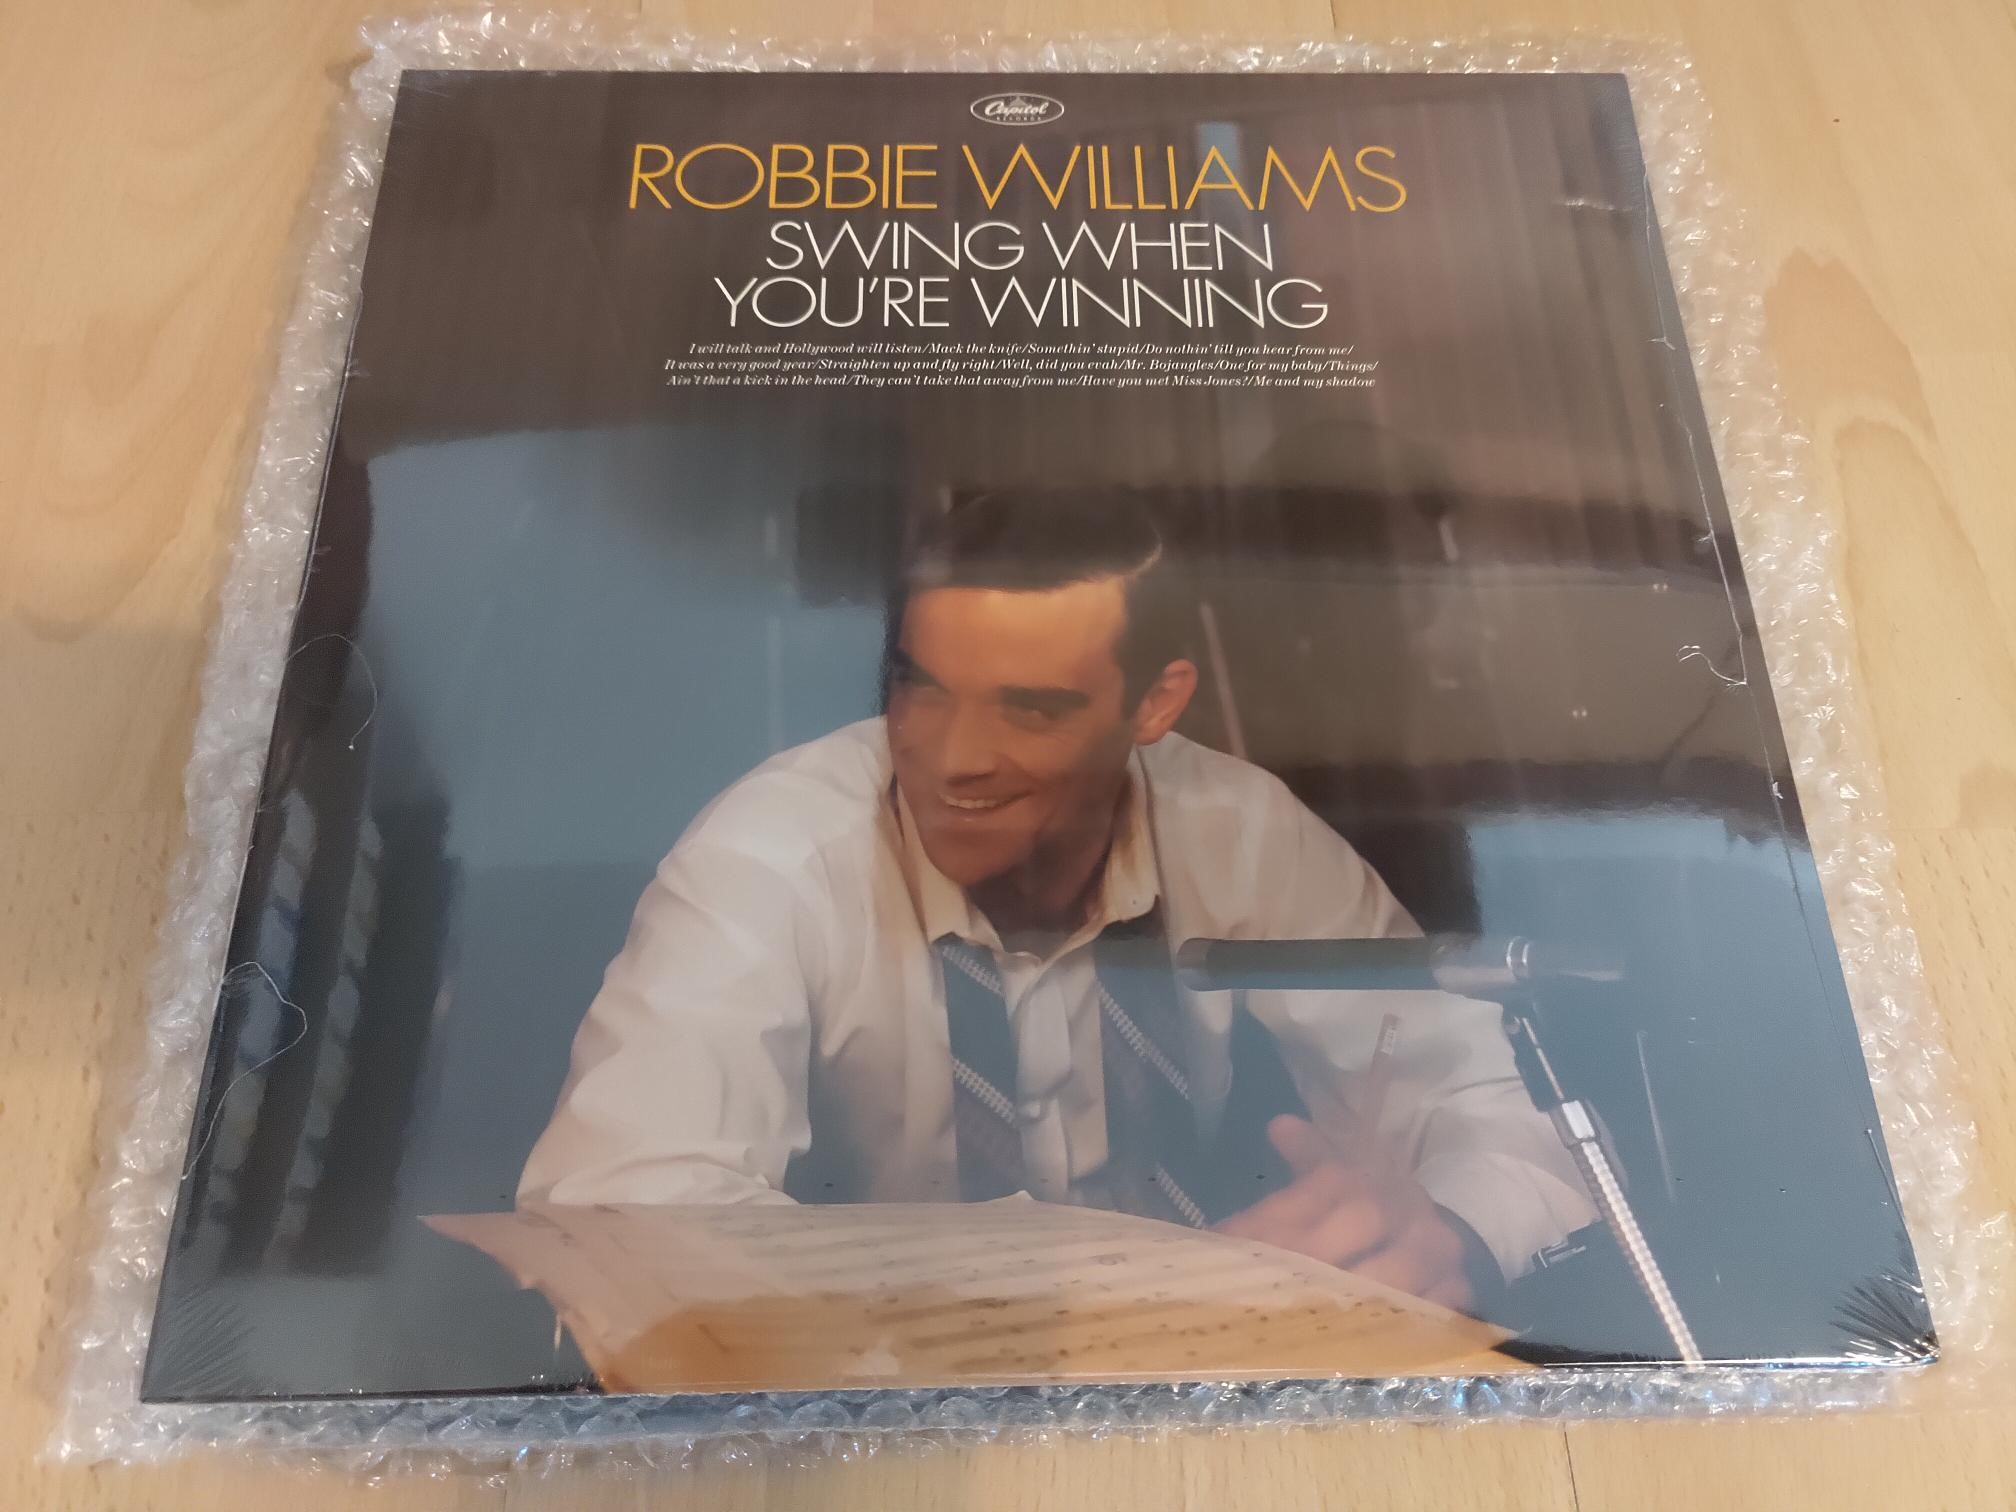 Capitol
RECORDS
ROBBIE WILLIAMS
SWING WHEN
YOU'RE WINNING
I will talk and Hollywood will listen/Mack the knife/Somethin' stupid/Do nothin' till you hear from me/
It was a very good year/Straighten up and fly right/Well, did you evah/Mr. Bojangles/One for my baby/Things/
Ain't that a kick in the head/They can't take that away from me/Have you met Miss Jones?/Me and my shadow